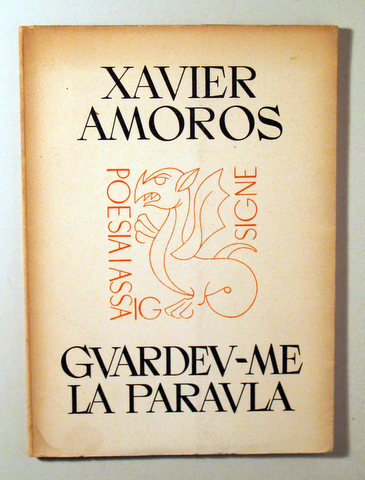 XAVIER
AMOROS
POESIA I ASSAIG
SIGNE
GVARDEV-ME
LA PARAVLA